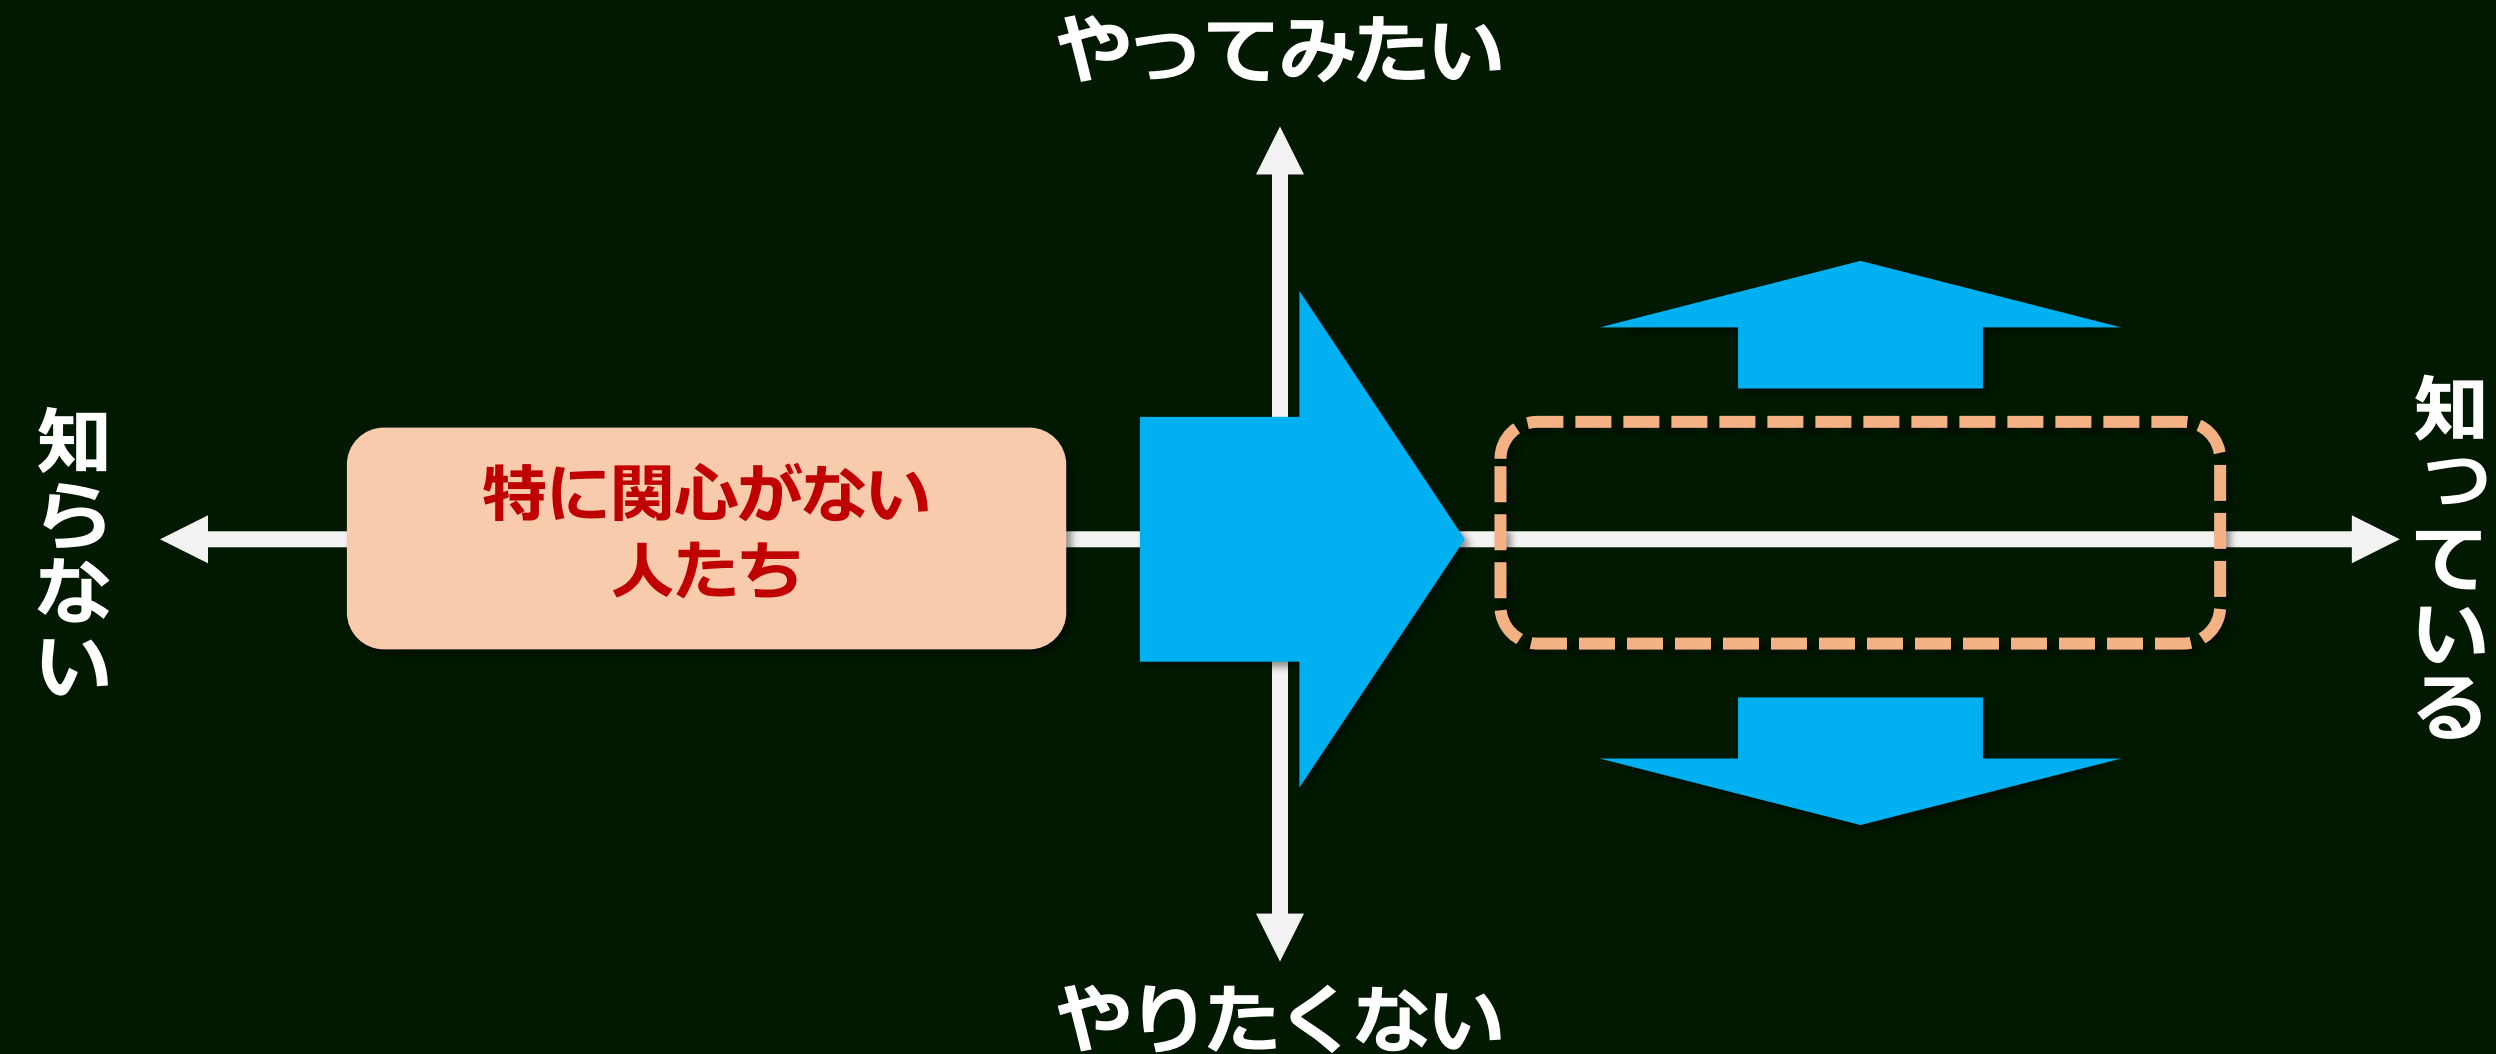 やってみたい
知らない
特に関心がない
人たち
知っている
やりたくない